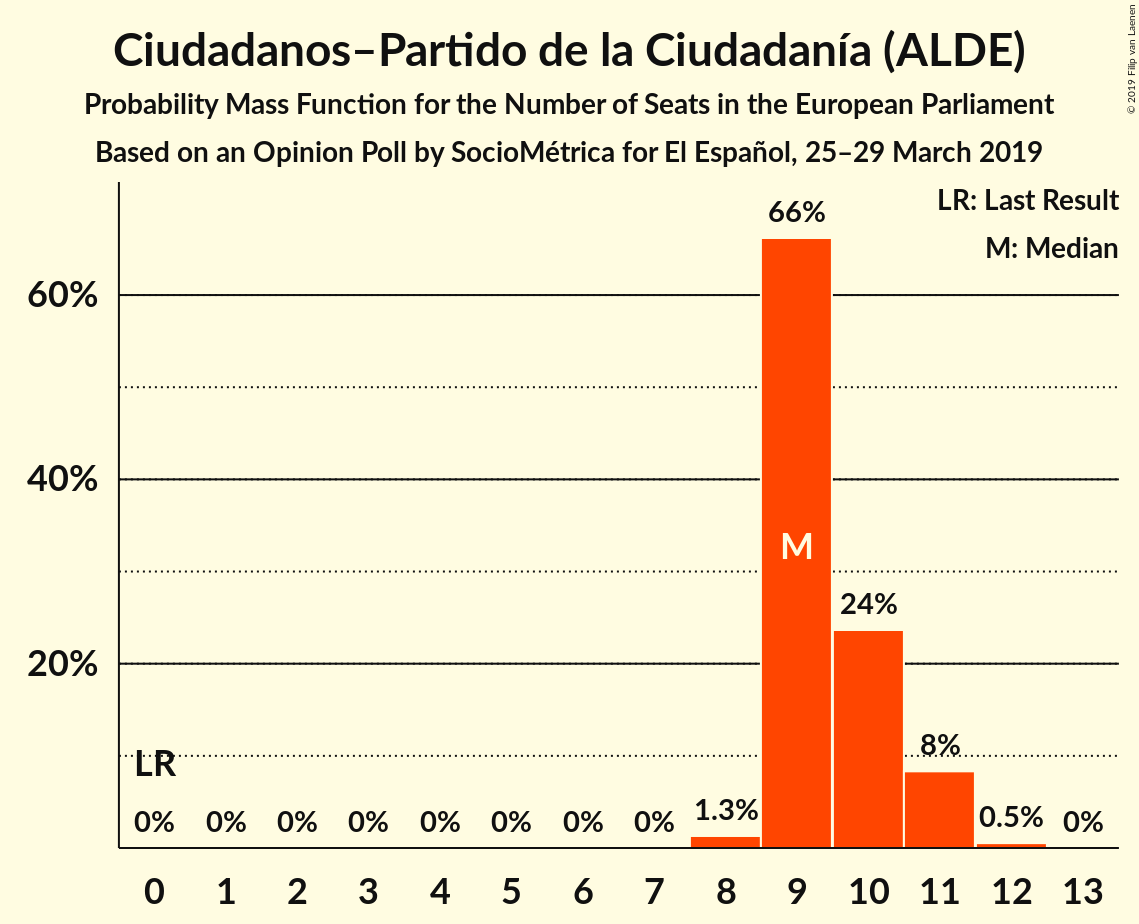 Ciudadanos–Partido de la Ciudadanía (ALDE)
Probability Mass Function for the Number of Seats in the European Parliament
Based on an Opinion Poll by SocioMétrica for El Español, 25–29 March 2019
© 2019 Filip van Laenen
LR: Last Result
M: Median
66%
60%
40%
M
24%
20%
8%
LR
0% 0% 0% 0% 0% 0% 0% 0% 1.3% 0.5% 0%
0 1 2 3 4 5 6 7 8 9 10 11 12 13